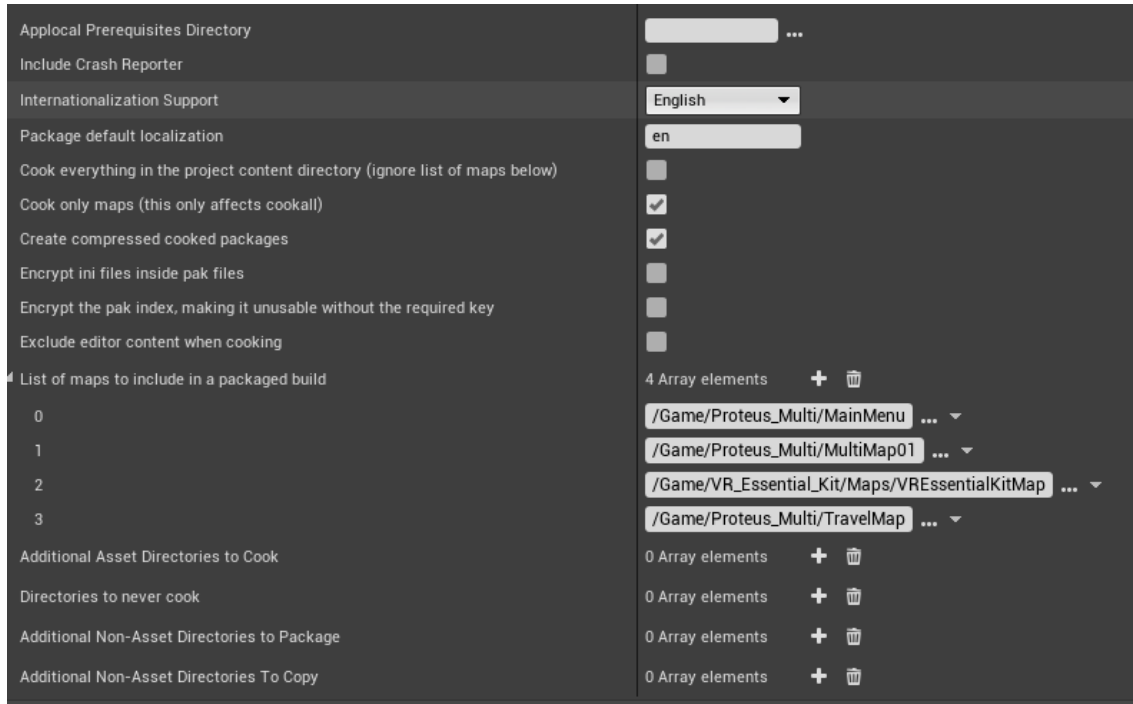 Applocal Prerequisites Directory ...
Include Crash Reporter
Internationalization Support English
Package default localization en
Cook everything in the project content directory (ignore list of maps below)
Cook only maps (this only affects cookall)
Create compressed cooked packages
Encrypt ini files inside pak files
Encrypt the pak index, making it unusable without the required key
Exclude editor content when cooking
List of maps to include in a packaged build 4 Array elements
0 /Game/Proteus_Multi/MainMenu ...
1 /Game/Proteus_Multi/MultiMap01 ...
2 /Game/VR_Essential_Kit/Maps/VREssentialKitMap ...
3 /Game/Proteus_Multi/TravelMap ...
Additional Asset Directories to Cook 0 Array elements
Directories to never cook 0 Array elements
Additional Non-Asset Directories to Package 0 Array elements
Additional Non-Asset Directories To Copy 0 Array elements